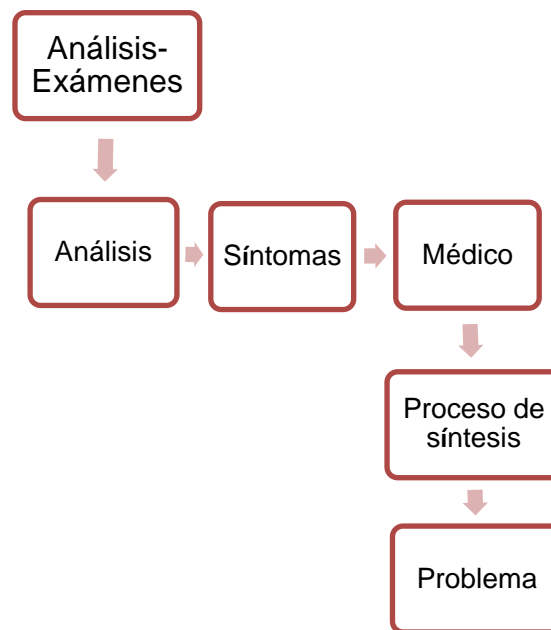 Análisis-
Exámenes
Análisis
Síntomas
Médico
Proceso de
síntesis
Problema